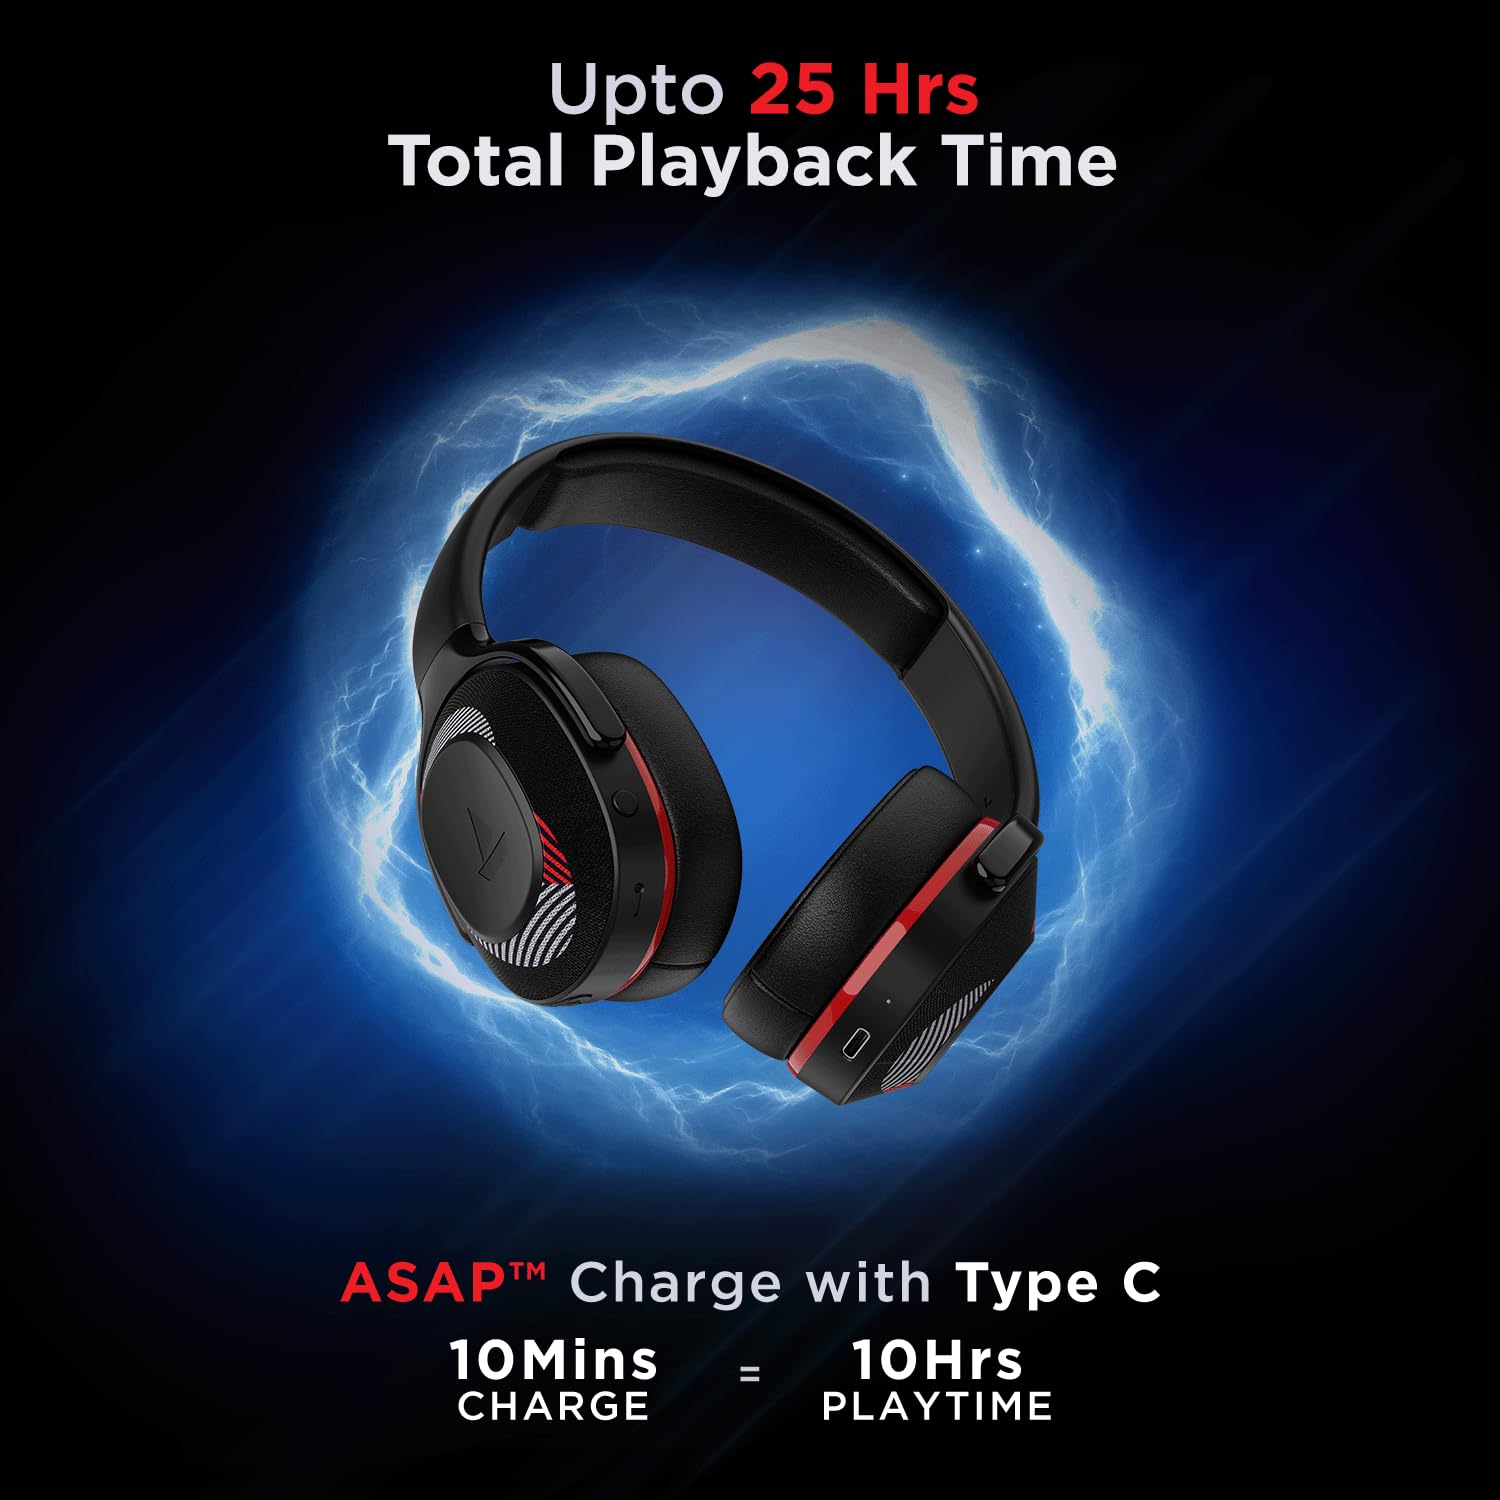 Upto 25 Hrs
Total Playback Time
ASAP™ Charge with Type C
10Mins = 10Hrs
CHARGE PLAYTIME